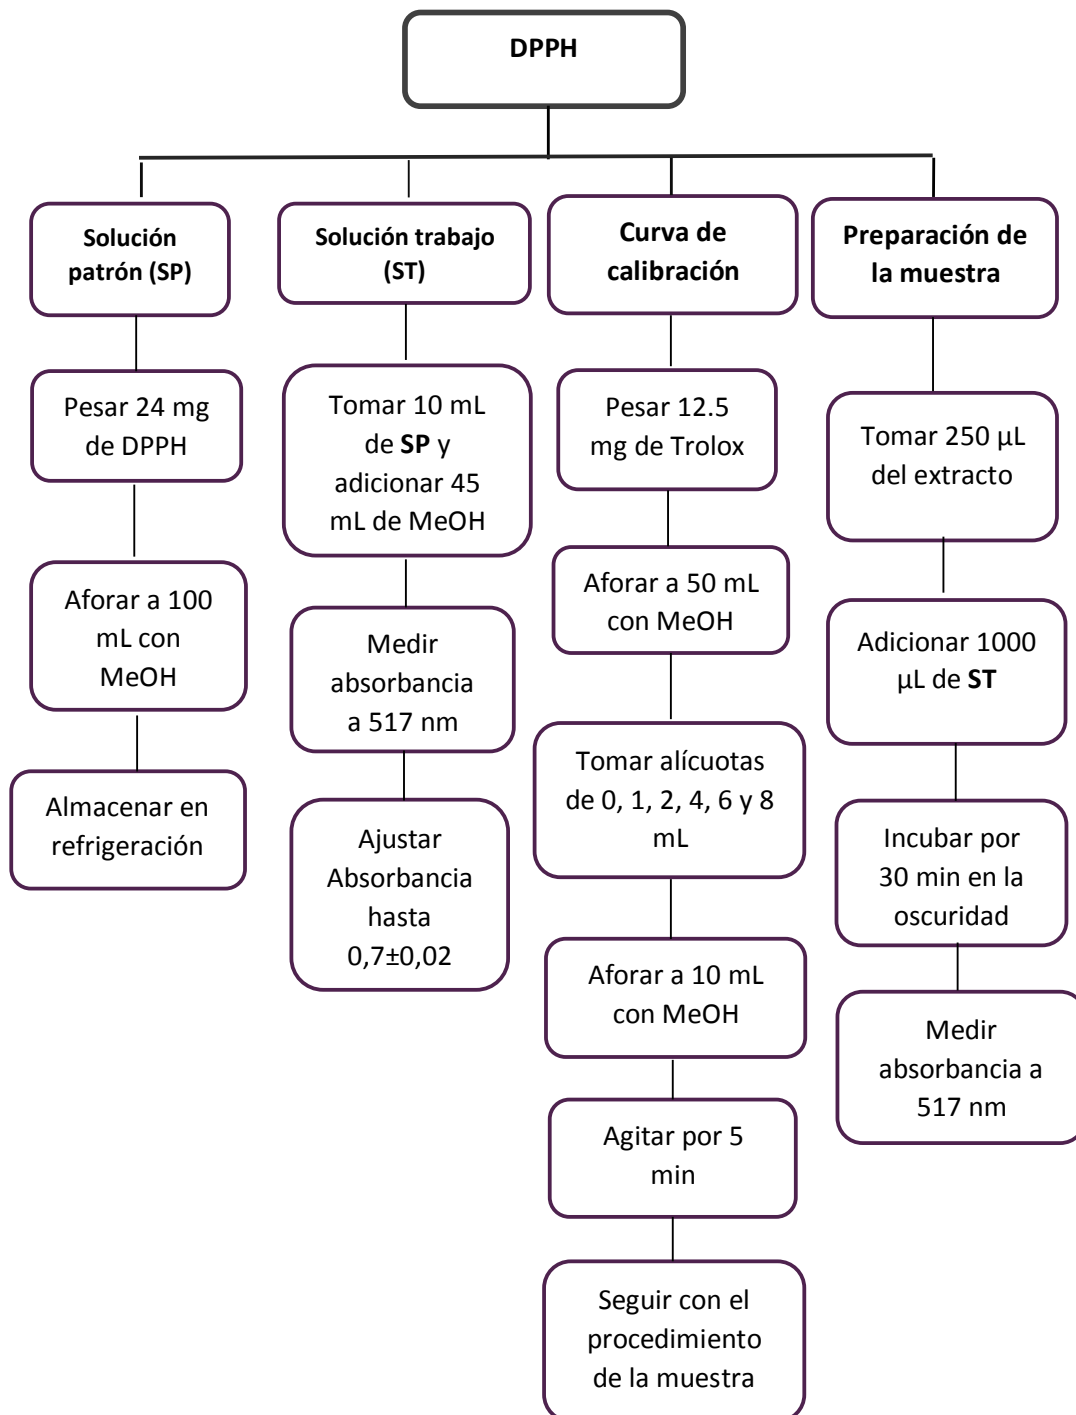 DPPH
Solución
patrón (SP)
Pesar 24 mg
de DPPH
Aforar a 100
mL con
MeOH
Almacenar en
refrigeración
Solución trabajo
(ST)
Tomar 10 mL
de SP y
adicionar 45
mL de MeOH
Medir
absorbancia
a 517 nm
Ajustar
Absorbancia
hasta
0,7±0,02
Curva de
calibración
Pesar 12.5
mg de Trolox
Aforar a 50 mL
con MeOH
Tomar alícuotas
de 0, 1, 2, 4, 6 y 8
mL
Aforar a 10 mL
con MeOH
Agitar por 5
min
Seguir con el
procedimiento
de la muestra
Preparación de
la muestra
Tomar 250 µL
del extracto
Adicionar 1000
µL de ST
Incubar por
30 min en la
oscuridad
Medir
absorbancia a
517 nm